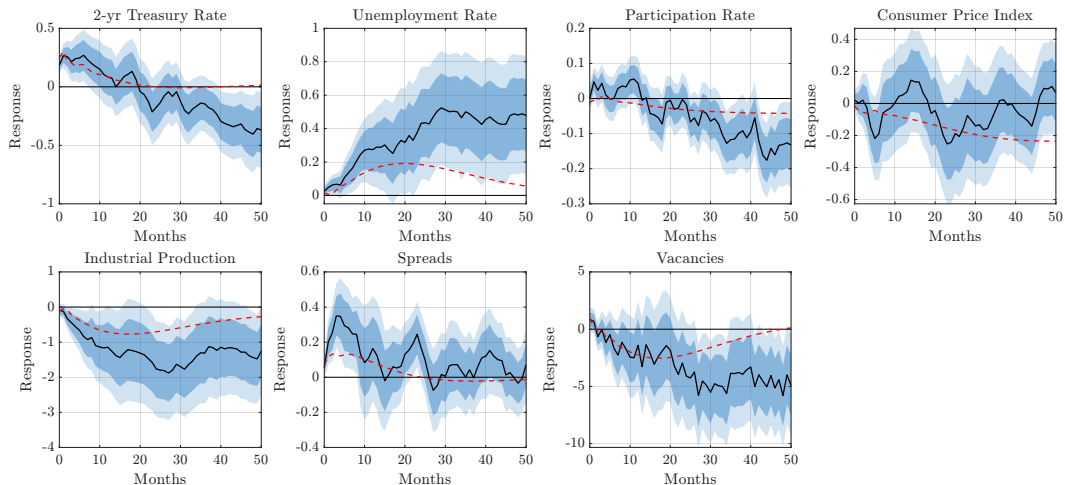 2-yr Treasury Rate
0.5
0
-0.5
-1
Response
0 10 20 30 40 50
Months
Unemployment Rate
1
0.8
0.6
0.4
0.2
0
Response
0 10 20 30 40 50
Months
Participation Rate
0.2
0.1
0
-0.1
-0.2
-0.3
Response
0 10 20 30 40 50
Months
Consumer Price Index
0.4
0.2
0
-0.2
-0.4
-0.6
Response
0 10 20 30 40 50
Months
Industrial Production
1
0
-1
-2
-3
-4
Response
0 10 20 30 40 50
Months
Spreads
0.6
0.4
0.2
0
-0.2
-0.4
Response
0 10 20 30 40 50
Months
Vacancies
5
0
-5
-10
Response
0 10 20 30 40 50
Months